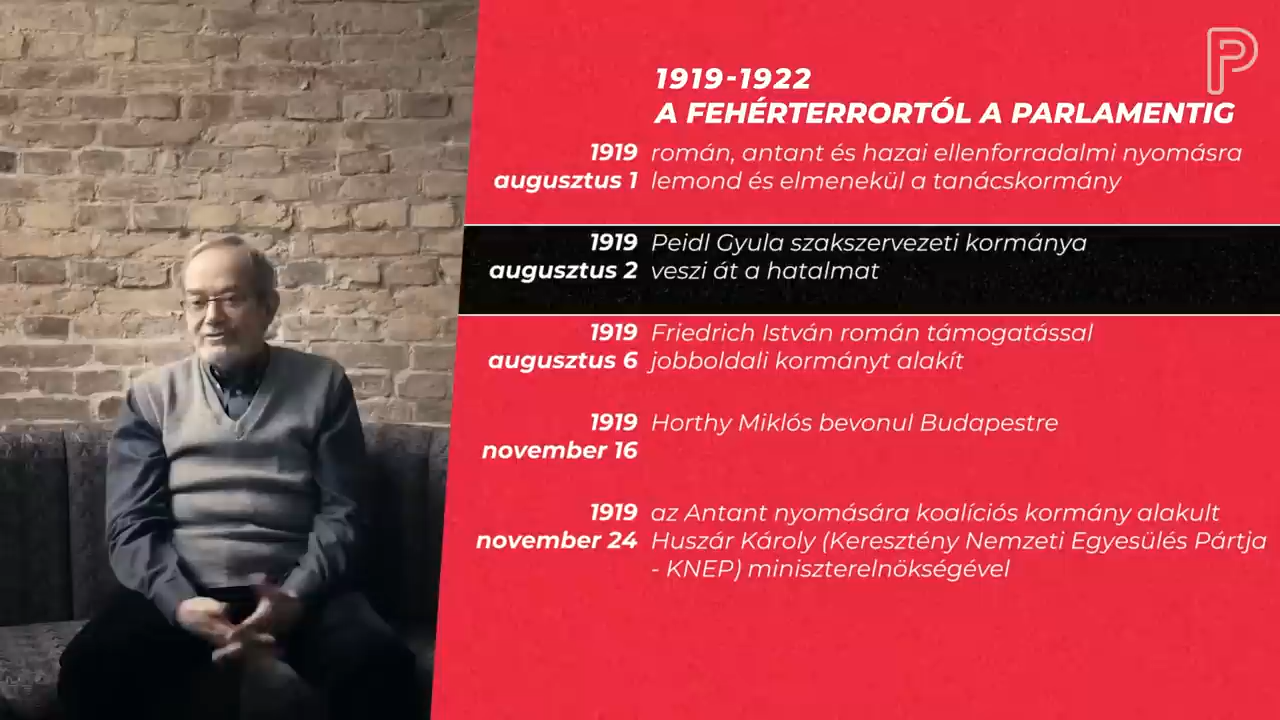 P
1919-1922
A FEHÉRTERRORTÓL A PARLAMENTIG
1919 román, antant és hazai ellenforradalmi nyomásra
augusztus 1 lemond és elmenekül a tanácskormány
1919 Peidl Gyula szakszervezeti kormánya
augusztus 2 veszi át a hatalmat
1919 Friedrich István román támogatással
augusztus 6 jobboldali kormányt alakít
1919 Horthy Miklós bevonul Budapestre
november 16
1919 az Antant nyomására koalíciós kormány alakult
november 24 Huszár Károly (Keresztény Nemzeti Egyesülés Pártja
- KNEP) miniszterelnökségével